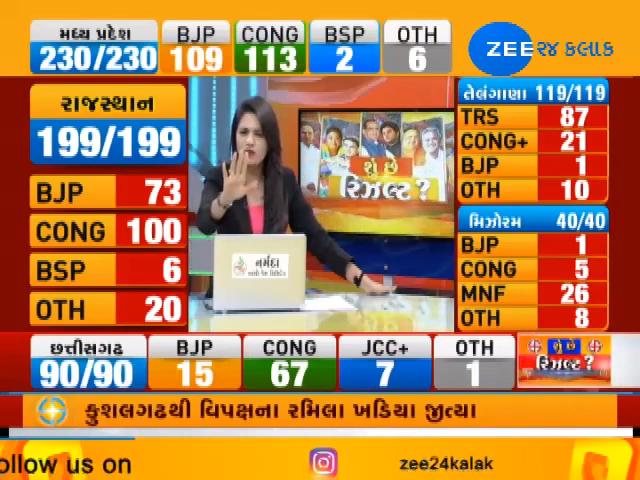 મધ્ય પ્રદેશ
230/230
BJP
109
CONG
113
BSP
2
OTH
6
ZEE ૨૪ કલાક
રાજસ્થાન
199/199
BJP 73
CONG 100
BSP 6
OTH 20
તેલંગાણા 119/119
TRS 87
CONG+ 21
BJP 1
OTH 10
મિઝોરમ 40/40
BJP 1
CONG 5
MNF 26
OTH 8
શું છે
રિઝલ્ટ ?
નર્મદા
છત્તીસગઢ
90/90
BJP
15
CONG
67
JCC+
7
OTH
1
શું છે
રિઝલ્ટ ?
કુશલગઢથી વિપક્ષના રમિલા ખડિયા જીત્યા
ollow us on
zee24kalak